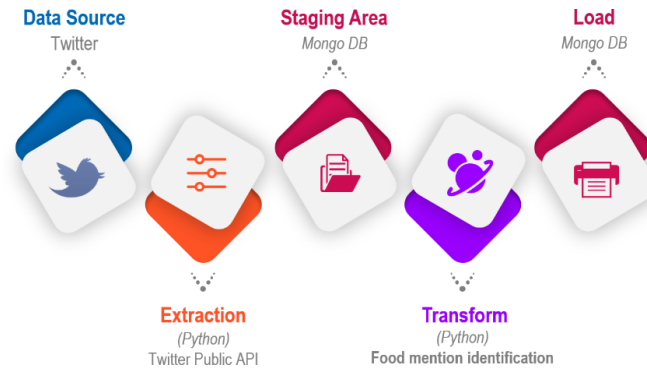 Data Source
Twitter
Staging Area
Mongo DB
Load
Mongo DB
Extraction
(Python)
Twitter Public API
Transform
(Python)
Food mention identification